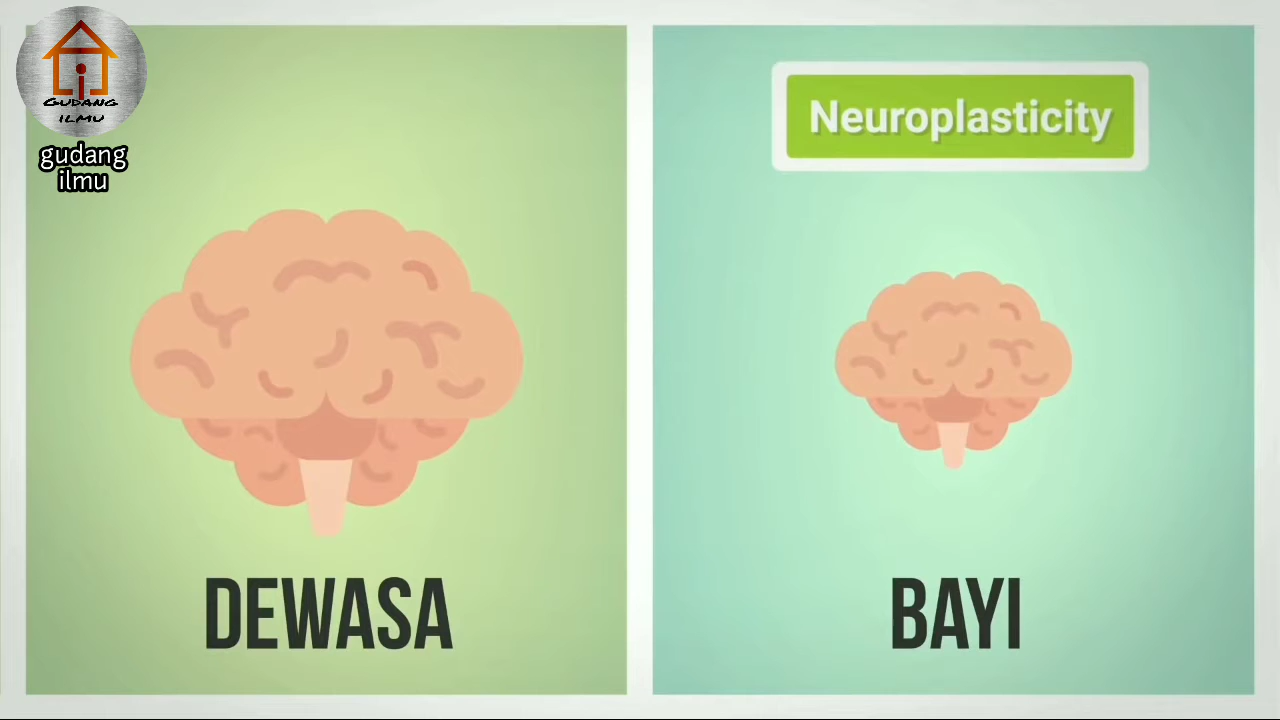 GUDANG
ILMU
gudang
ilmu
Neuroplasticity
DEWASA
BAYI